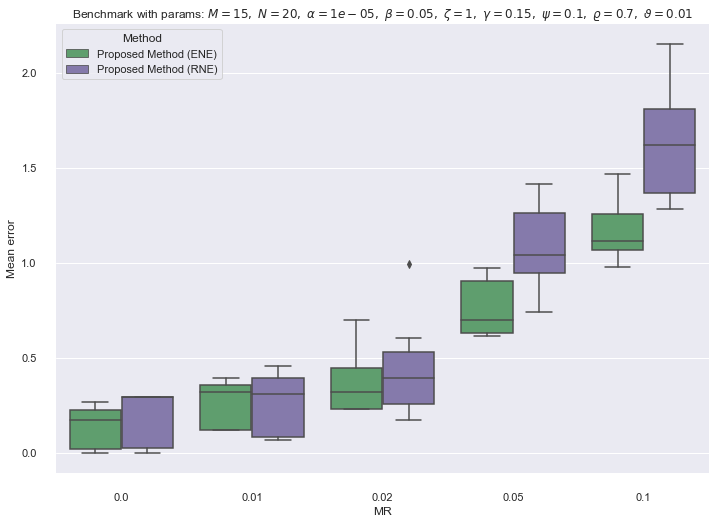 Benchmark with params: M = 15, N = 20, α = 1e − 05, β = 0.05, ζ = 1, γ = 0.15, ψ = 0.1, ϱ = 0.7, ϑ = 0.01
Method
Proposed Method (ENE)
Proposed Method (RNE)
2.0
1.5
1.0
0.5
0.0
Mean error
0.0 0.01 0.02 0.05 0.1
MR